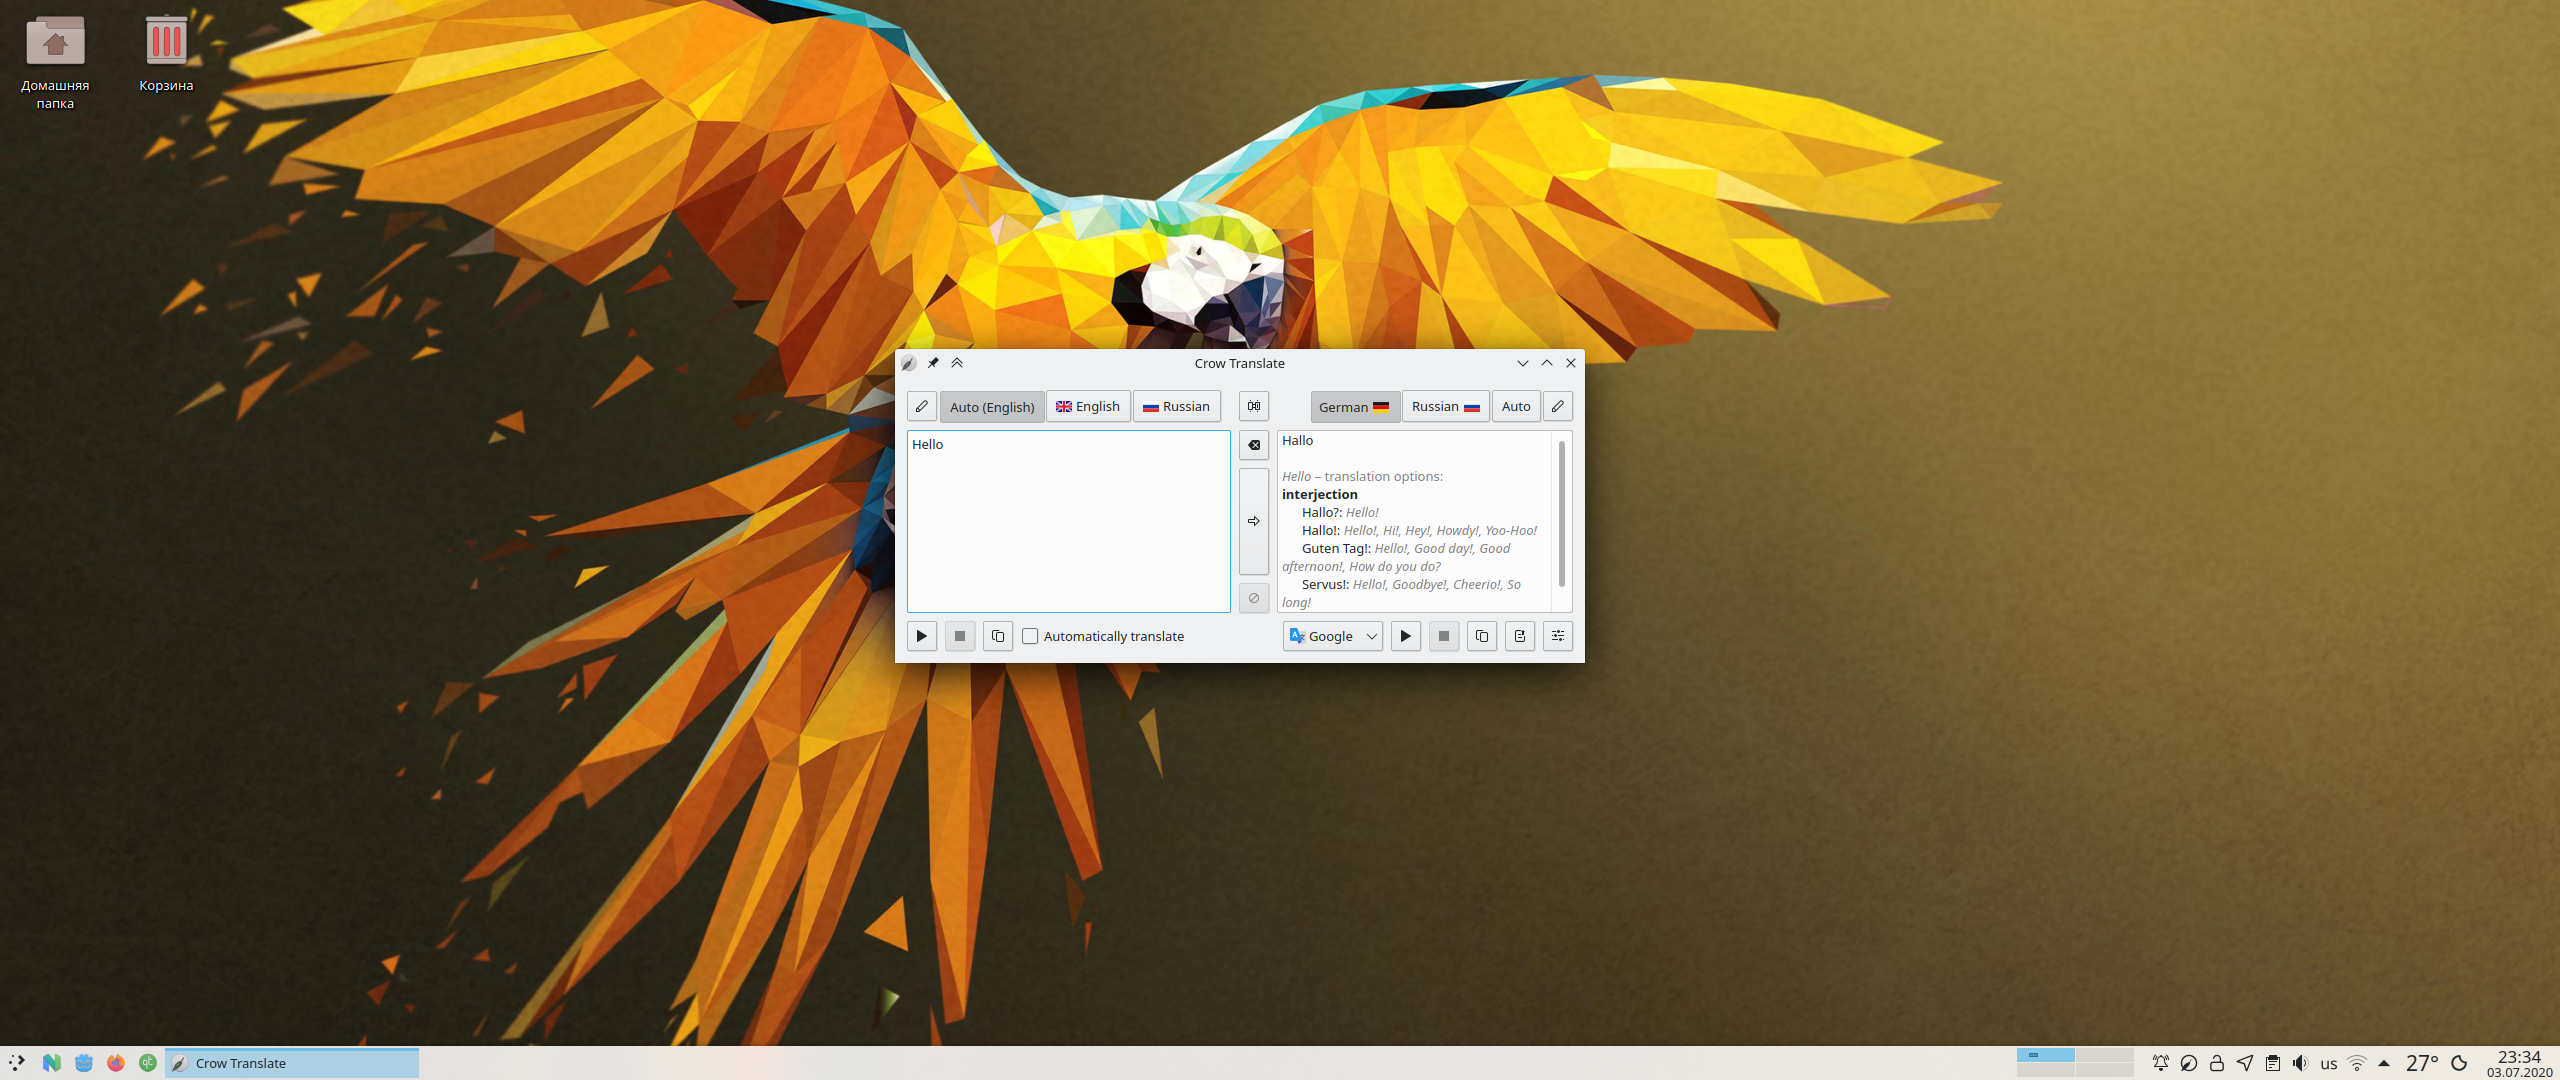 Домашняя
папка
Корзина
Crow Translate
Auto (English)
English
Russian
German
Russian
Auto
Hello
Hallo
Hello – translation options:
interjection
Hallo?: Hello!
Hallo!: Hello!, Hi!, Hey!, Howdy!, Yoo-Hoo!
Guten Tag!: Hello!, Good day!, Good
afternoon!, How do you do?
Servus!: Hello!, Goodbye!, Cheerio!, So
long!
Automatically translate
Google
Crow Translate
us
27°
23:34
03.07.2020